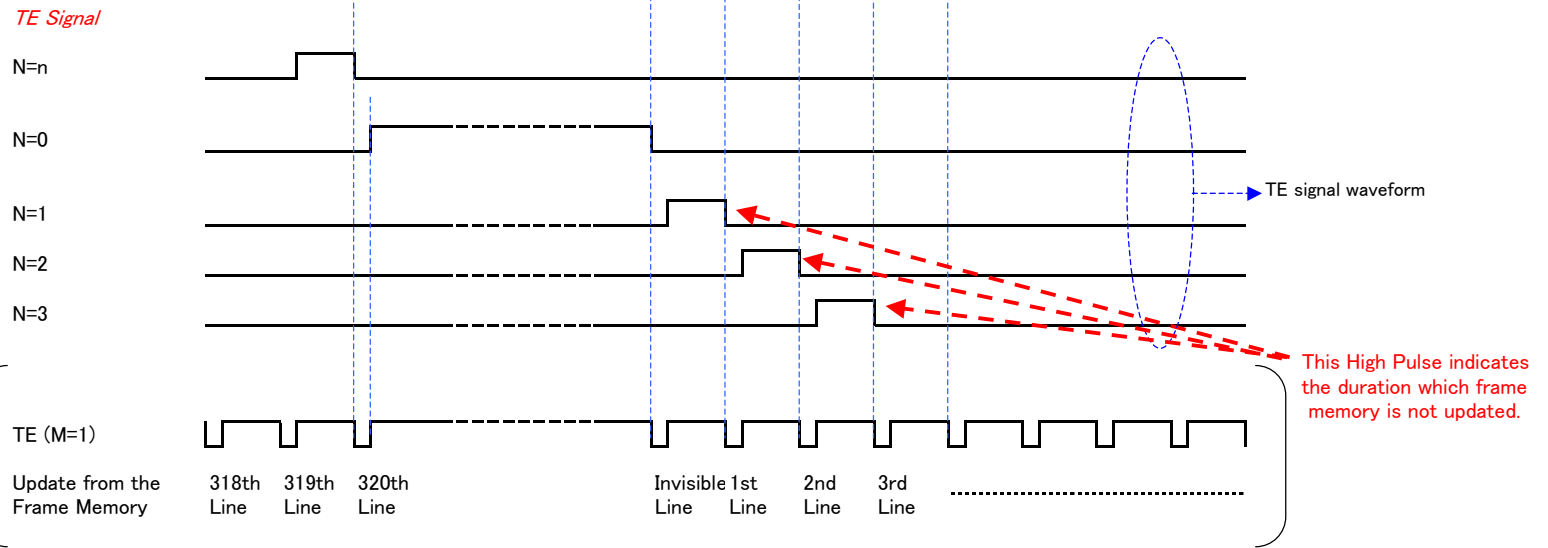 TE Signal
N=n
N=0
TE signal waveform
N=1
N=2
N=3
This High Pulse indicates
the duration which frame
memory is not updated.
TE (M=1)
Update from the
Frame Memory
318th
Line
319th
Line
320th
Line
Invisible
Line
1st
Line
2nd
Line
3rd
Line